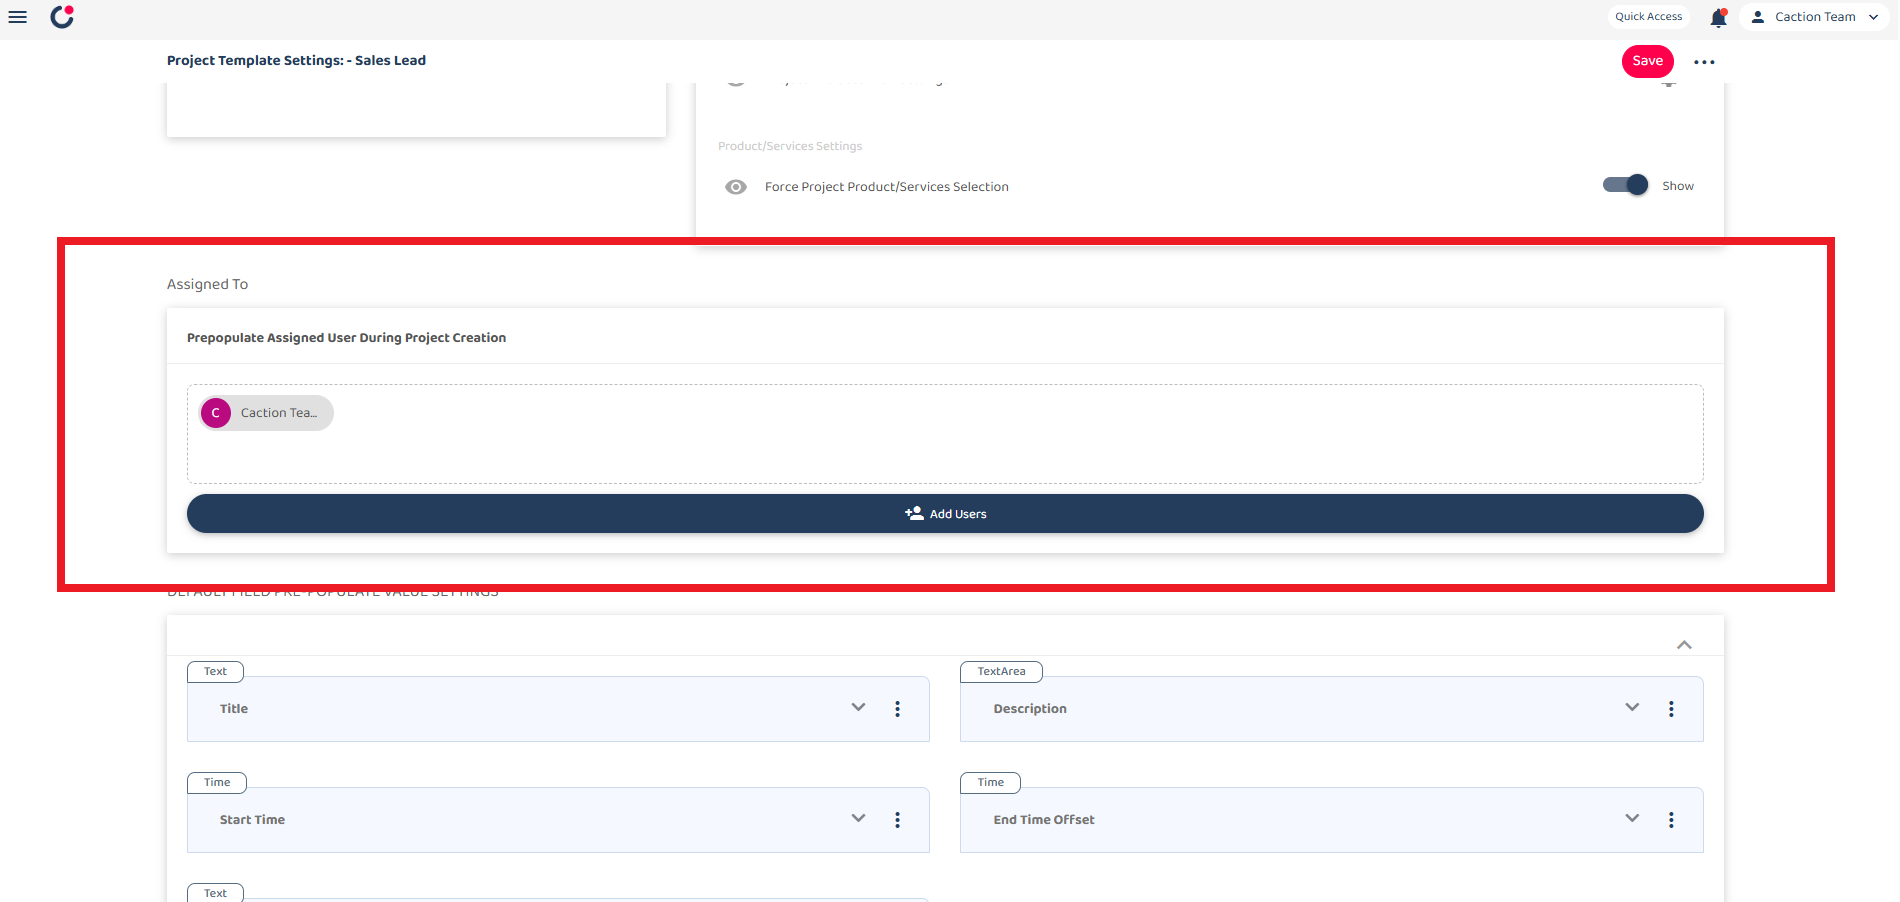 Quick Access
Caction Team
Project Template Settings: - Sales Lead
Save
Product/Services Settings
Force Project Product/Services Selection
Show
Assigned To
Prepopulate Assigned User During Project Creation
C
Caction Tea...
Add Users
DEFAULT FIELD PRE-POPULATE VALUE SETTINGS
Text
TextArea
Title
Description
Time
Time
Start Time
End Time Offset
Text